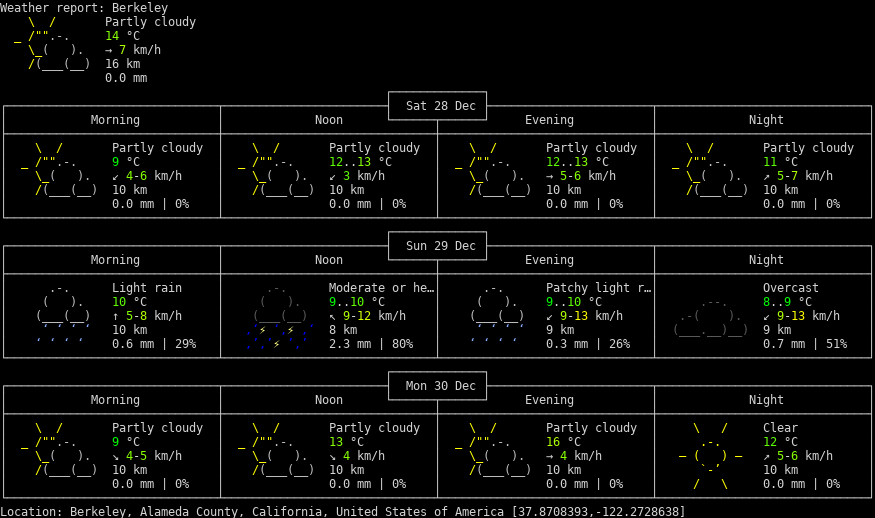 Weather report: Berkeley
Partly cloudy
14 °C
→ 7 km/h
16 km
0.0 mm
Sat 28 Dec
Morning Noon Evening Night
Partly cloudy Partly cloudy Partly cloudy Partly cloudy
9 °C 12..13 °C 12..13 °C 11 °C
↙ 4-6 km/h ↙ 3 km/h → 5-6 km/h ↗ 5-7 km/h
10 km 10 km 10 km 10 km
0.0 mm | 0% 0.0 mm | 0% 0.0 mm | 0% 0.0 mm | 0%
Sun 29 Dec
Morning Noon Evening Night
Light rain Moderate or he… Patchy light r… Overcast
10 °C 9..10 °C 9..10 °C 8..9 °C
↑ 5-8 km/h ↖ 9-12 km/h ↙ 9-13 km/h ↙ 9-13 km/h
10 km 8 km 9 km 9 km
0.6 mm | 29% 2.3 mm | 80% 0.3 mm | 26% 0.7 mm | 51%
Mon 30 Dec
Morning Noon Evening Night
Partly cloudy Partly cloudy Partly cloudy Clear
9 °C 13 °C 16 °C 12 °C
↘ 4-5 km/h ↘ 4 km/h → 4 km/h ↗ 5-6 km/h
10 km 10 km 10 km 10 km
0.0 mm | 0% 0.0 mm | 0% 0.0 mm | 0% 0.0 mm | 0%
Location: Berkeley, Alameda County, California, United States of America [37.8708393,-122.2728638]